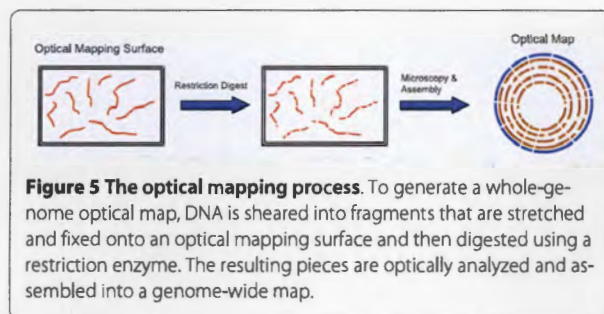 Optical Mapping Surface
Restriction Digest
Microscopy &
Assembly
Optical Map
Figure 5 The optical mapping process. To generate a whole-ge-
nome optical map, DNA is sheared into fragments that are stretched
and fixed onto an optical mapping surface and then digested using a
restriction enzyme. The resulting pieces are optically analyzed and as-
sembled into a genome-wide map.